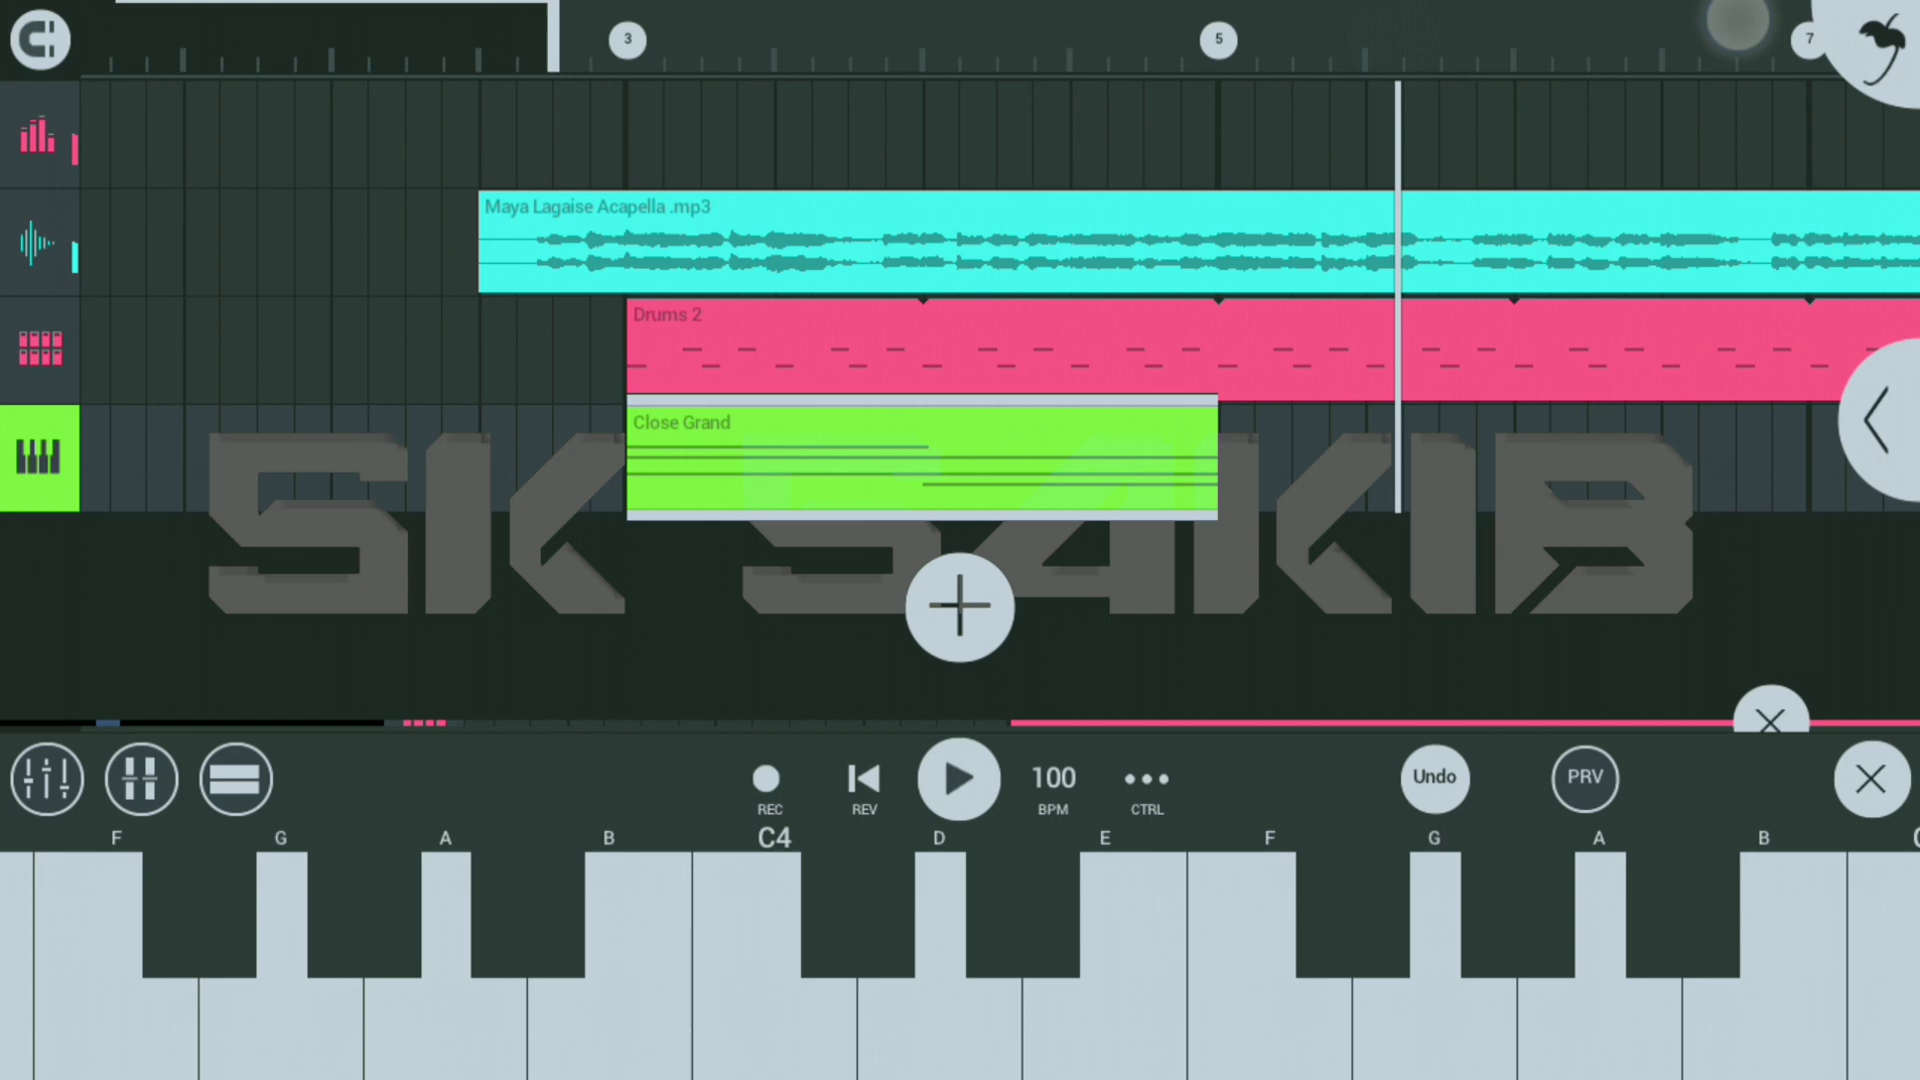 3
5
7
Maya Lagaise Acapella .mp3
Drums 2
Close Grand
SK S4KIB
100
Undo
PRV
REC
REV
BPM
CTRL
F
G
A
B
C4
D
E
F
G
A
B
C